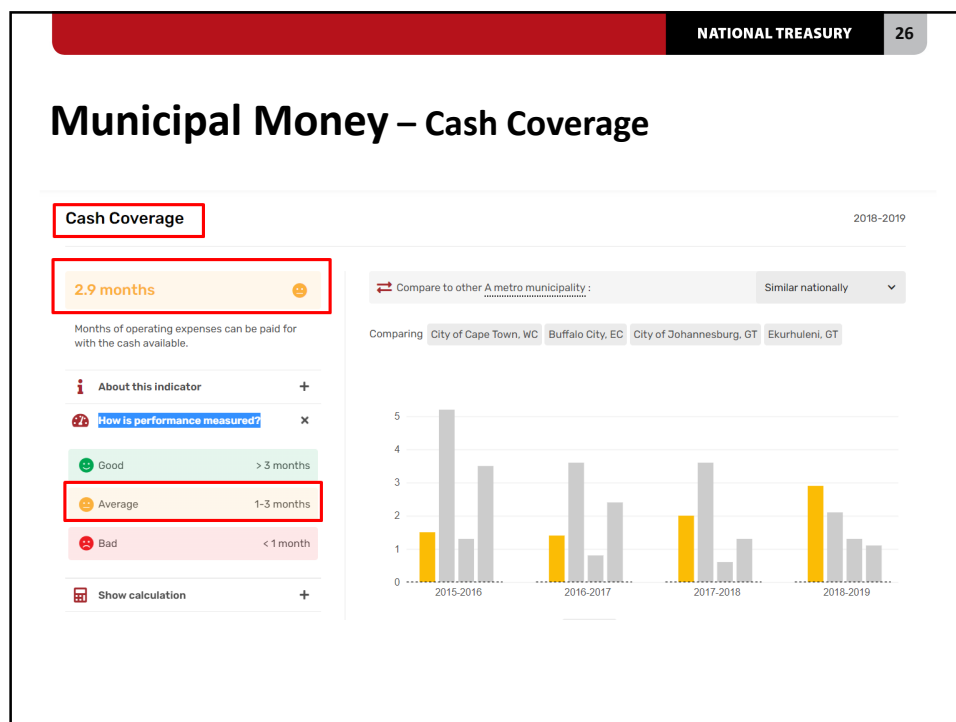 NATIONAL TREASURY 26
Municipal Money – Cash Coverage
Cash Coverage
2018-2019
2.9 months
Months of operating expenses can be paid for
with the cash available.
About this indicator +
How is performance measured? ×
Good > 3 months
Average 1-3 months
Bad < 1 month
Show calculation +
Compare to other A metro municipality : Similar nationally
Comparing City of Cape Town, WC Buffalo City, EC City of Johannesburg, GT Ekurhuleni, GT
5
4
3
2
1
0
2015-2016 2016-2017 2017-2018 2018-2019